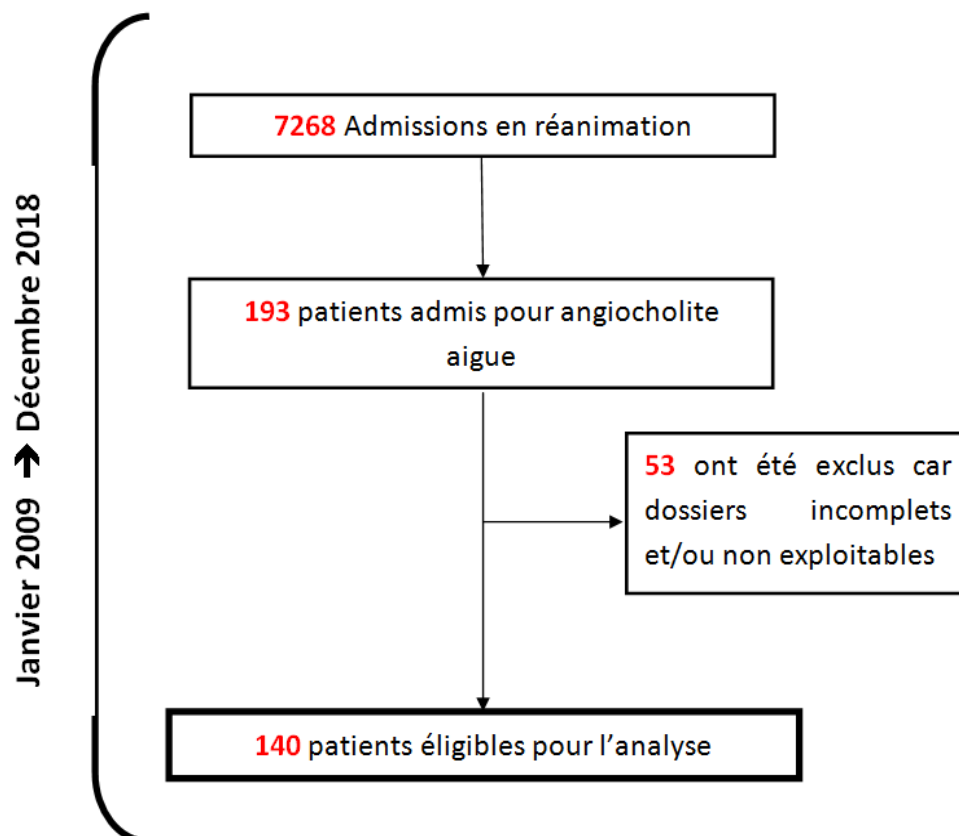 Janvier 2009 → Décembre 2018
7268 Admissions en réanimation
193 patients admis pour angiocholite
aigue
53 ont été exclus car
dossiers incomplets
et/ou non exploitables
140 patients éligibles pour l’analyse